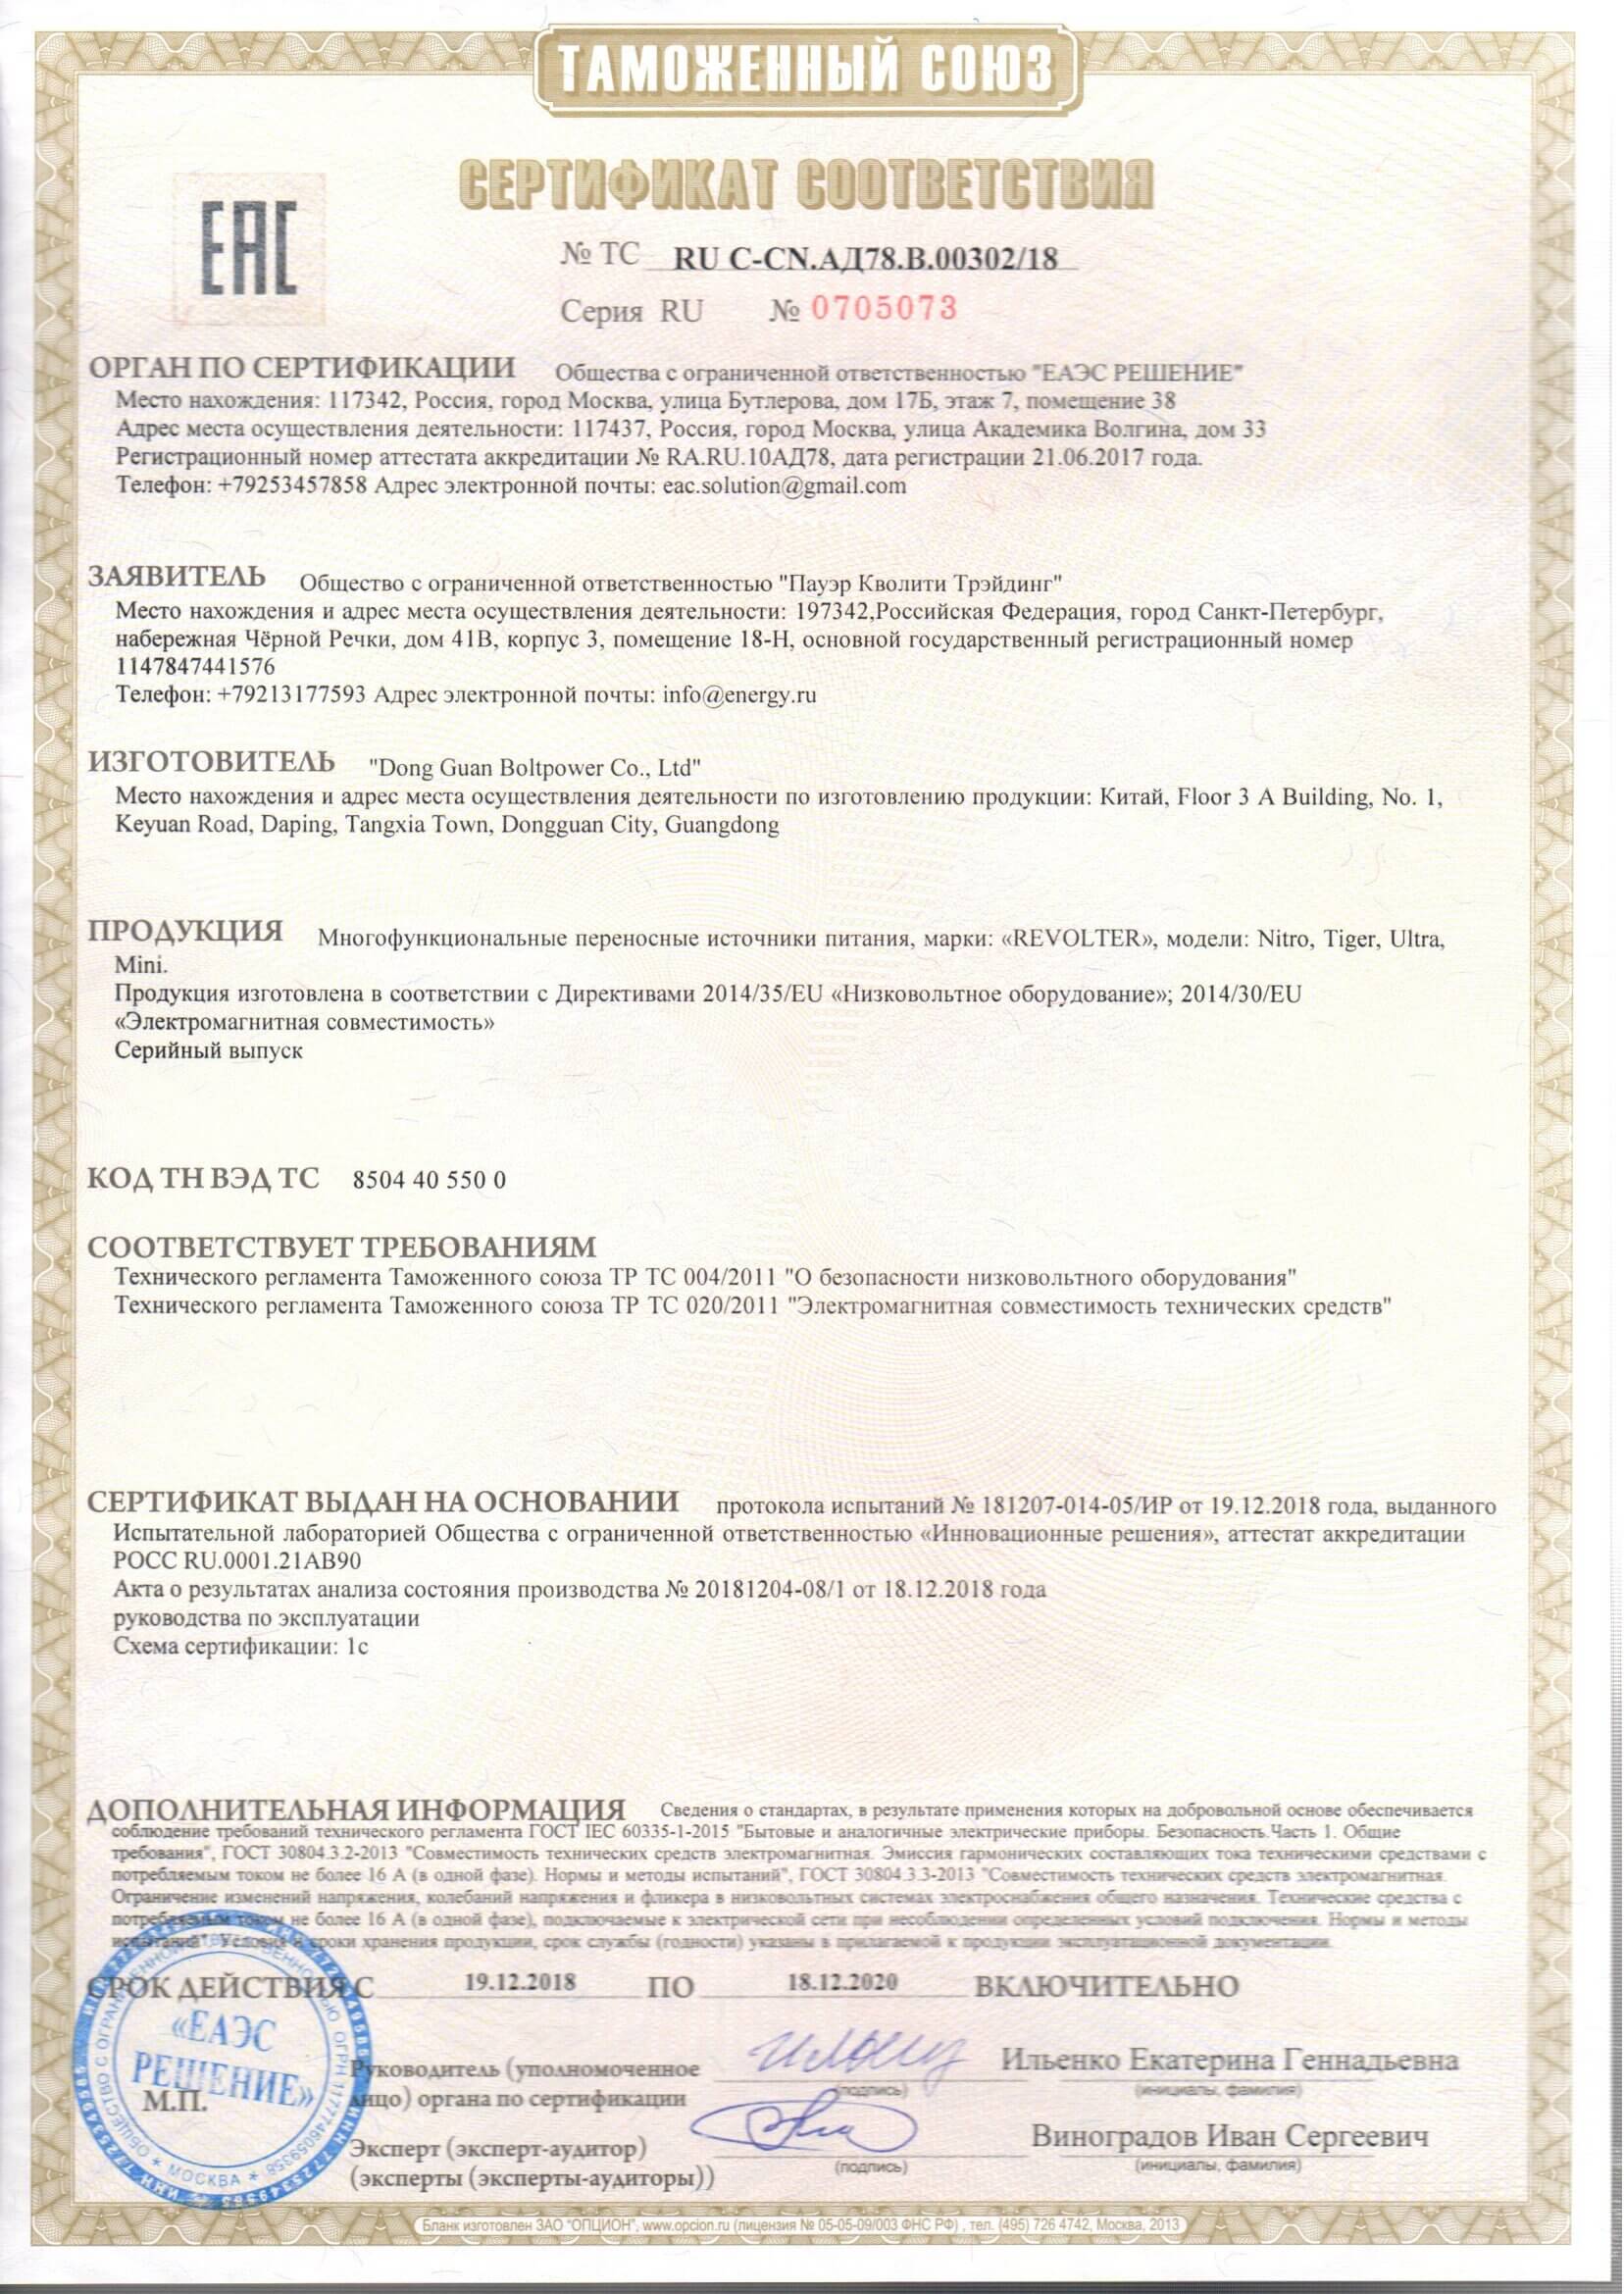 ТАМОЖЕННЫЙ СОЮЗ
СЕРТИФИКАТ СООТВЕТСТВИЯ
ЕАС
№ ТС RU C-CN.АД78.В.00302/18
Серия RU № 0705073
ОРГАН ПО СЕРТИФИКАЦИИ Общества с ограниченной ответственностью "ЕАЭС РЕШЕНИЕ"
Место нахождения: 117342, Россия, город Москва, улица Бутлерова, дом 17Б, этаж 7, помещение 38
Адрес места осуществления деятельности: 117437, Россия, город Москва, улица Академика Волгина, дом 33
Регистрационный номер аттестата аккредитации № RA.RU.10АД78, дата регистрации 21.06.2017 года.
Телефон: +79253457858 Адрес электронной почты: eac.solution@gmail.com
ЗАЯВИТЕЛЬ Общество с ограниченной ответственностью "Пауэр Кволити Трэйдинг"
Место нахождения и адрес места осуществления деятельности: 197342,Российская Федерация, город Санкт-Петербург,
набережная Чёрной Речки, дом 41В, корпус 3, помещение 18-Н, основной государственный регистрационный номер
1147847441576
Телефон: +79213177593 Адрес электронной почты: info@energy.ru
ИЗГОТОВИТЕЛЬ "Dong Guan Boltpower Co., Ltd"
Место нахождения и адрес места осуществления деятельности по изготовлению продукции: Китай, Floor 3 A Building, No. 1,
Keyuan Road, Daping, Tangxia Town, Dongguan City, Guangdong
ПРОДУКЦИЯ Многофункциональные переносные источники питания, марки: «REVOLTER», модели: Nitro, Tiger, Ultra,
Mini.
Продукция изготовлена в соответствии с Директивами 2014/35/EU «Низковольтное оборудование»; 2014/30/EU
«Электромагнитная совместимость»
Серийный выпуск
КОД ТН ВЭД ТС 8504 40 550 0
СООТВЕТСТВУЕТ ТРЕБОВАНИЯМ
Технического регламента Таможенного союза ТР ТС 004/2011 "О безопасности низковольтного оборудования"
Технического регламента Таможенного союза ТР ТС 020/2011 "Электромагнитная совместимость технических средств"
СЕРТИФИКАТ ВЫДАН НА ОСНОВАНИИ протокола испытаний № 181207-014-05/ИР от 19.12.2018 года, выданного
Испытательной лабораторией Общества с ограниченной ответственностью «Инновационные решения», аттестат аккредитации
РОСС RU.0001.21АВ90
Акта о результатах анализа состояния производства № 20181204-08/1 от 18.12.2018 года
руководства по эксплуатации
Схема сертификации: 1с
ДОПОЛНИТЕЛЬНАЯ ИНФОРМАЦИЯ Сведения о стандартах, в результате применения которых на добровольной основе обеспечивается
соблюдение требований технического регламента ГОСТ IEC 60335-1-2015 "Бытовые и аналогичные электрические приборы. Безопасность.Часть 1. Общие
требования", ГОСТ 30804.3.2-2013 "Совместимость технических средств электромагнитная. Эмиссия гармонических составляющих тока техническими средствами с
потребляемым током не более 16 А (в одной фазе). Нормы и методы испытаний", ГОСТ 30804.3.3-2013 "Совместимость технических средств электромагнитная.
Ограничение изменений напряжения, колебаний напряжения и фликера в низковольтных системах электроснабжения общего назначения. Технические средства с
потребляемым током не более 16 А (в одной фазе), подключаемые к электрической сети при несоблюдении определенных условий подключения. Нормы и методы
испытаний". Условия и сроки хранения продукции, срок службы (годности) указаны в прилагаемой к продукции эксплуатационной документации.
СРОК ДЕЙСТВИЯ С 19.12.2018 ПО 18.12.2020 ВКЛЮЧИТЕЛЬНО
«ЕАЭС
РЕШЕНИЕ»
М.П.
* МОСКВА *
Руководитель (уполномоченное
лицо) органа по сертификации
(подпись)
Ильенко Екатерина Геннадьевна
(инициалы, фамилия)
Эксперт (эксперт-аудитор)
(эксперты (эксперты-аудиторы))
(подпись)
Виноградов Иван Сергеевич
(инициалы, фамилия)
Бланк изготовлен ЗАО "ОПЦИОН", www.opcion.ru (лицензия № 05-05-09/003 ФНС РФ) , тел. (495) 726 4742, Москва, 2013